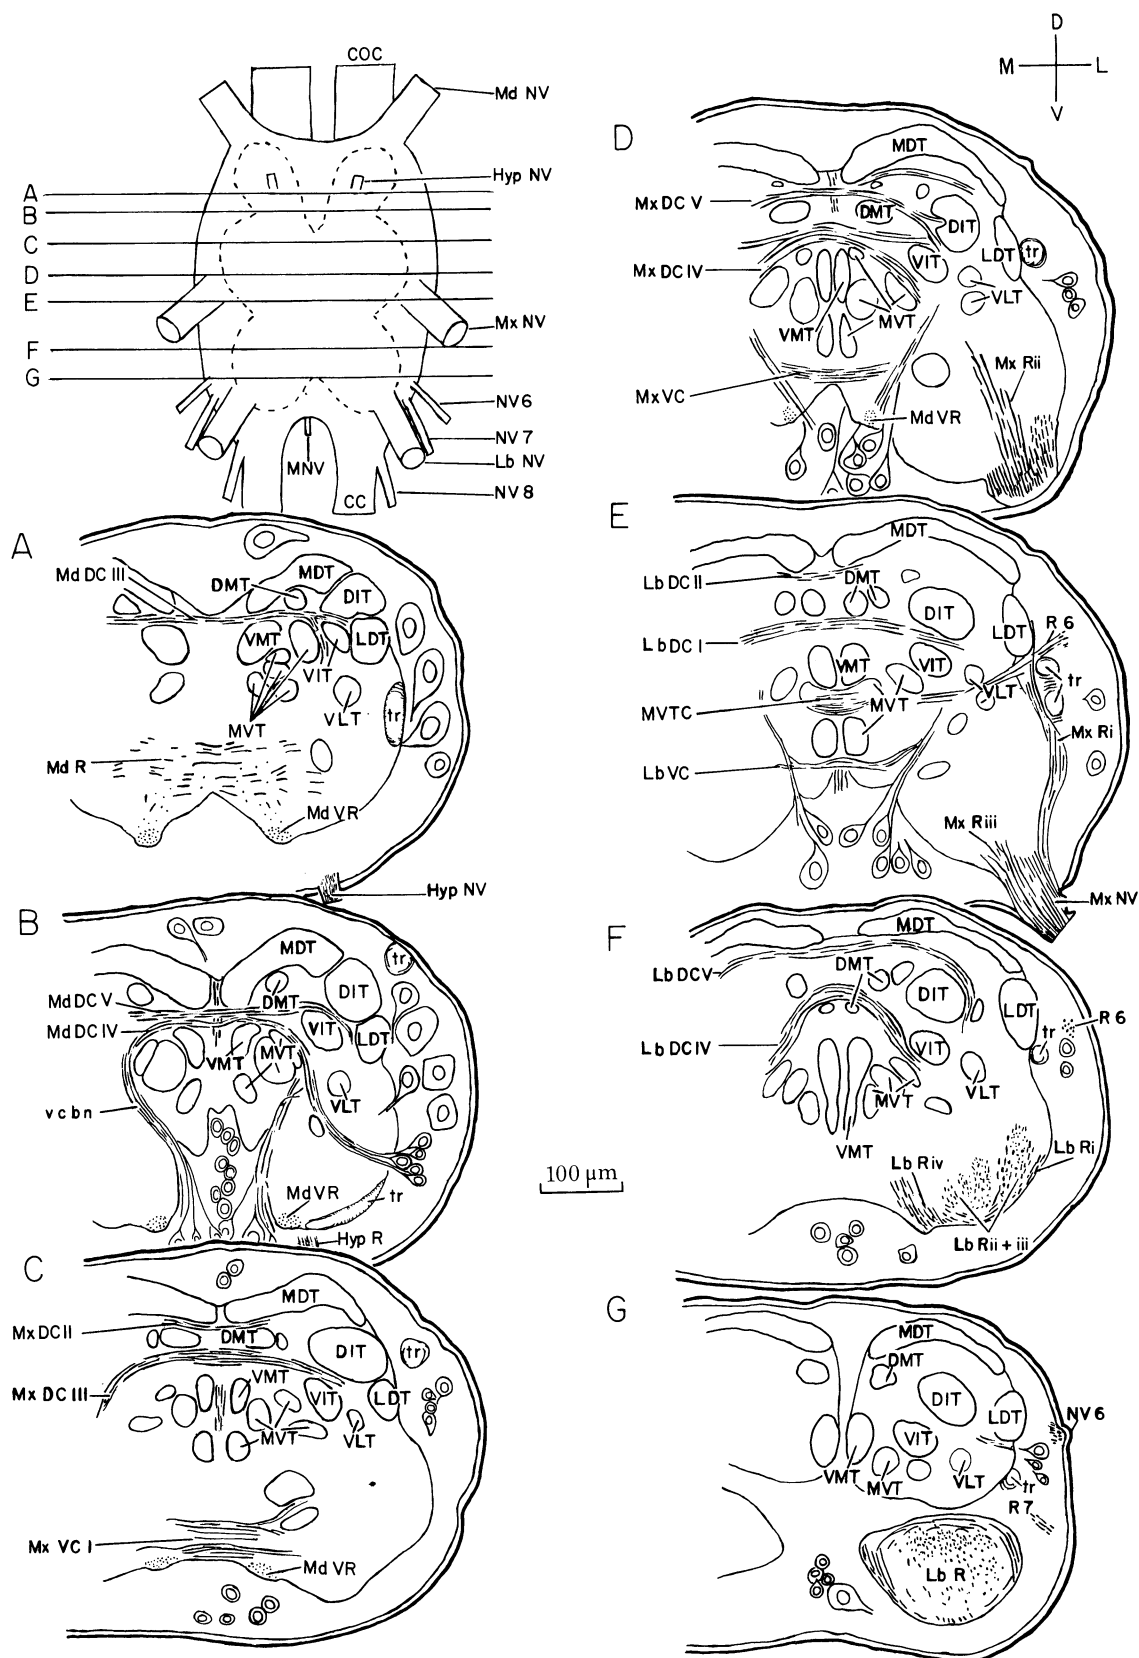 COC
Md NV
Hyp NV
A
B
C
D
E
Mx NV
F
G
NV 6
NV 7
Lb NV
MNV
NV 8
CC
D
M L
V
A
Md DC III
DMT
MDT
DIT
VMT
LDT
VIT
VLT
tr
MVT
Md R
Md VR
Hyp NV
B
MDT
tr
Md DC V
DMT
DIT
Md DC IV
VIT
LDT
VMT
MVT
vcbn
VLT
Md VR
tr
Hyp R
100 µm
C
MDT
Mx DC II
DMT
DIT
tr
Mx DC III
VMT
VIT
LDT
MVT
VLT
Mx VC I
Md VR
D
MDT
Mx DC V
DMT
DIT
LDT
tr
Mx DC IV
VIT
VLT
VMT
MVT
Mx Rii
Mx VC
Md VR
E
MDT
Lb DC II
DMT
DIT
R 6
LDT
Lb DC I
VMT
VIT
tr
VLT
MVTC
MVT
Mx Ri
Lb VC
Mx Riii
Mx NV
F
MDT
Lb DC V
DMT
DIT
LDT
R 6
tr
Lb DC IV
VIT
MVT
VLT
VMT
Lb Riv
Lb Ri
Lb Rii + iii
G
MDT
DMT
DIT
LDT
NV 6
VIT
VMT
MVT
VLT
tr
R 7
Lb R